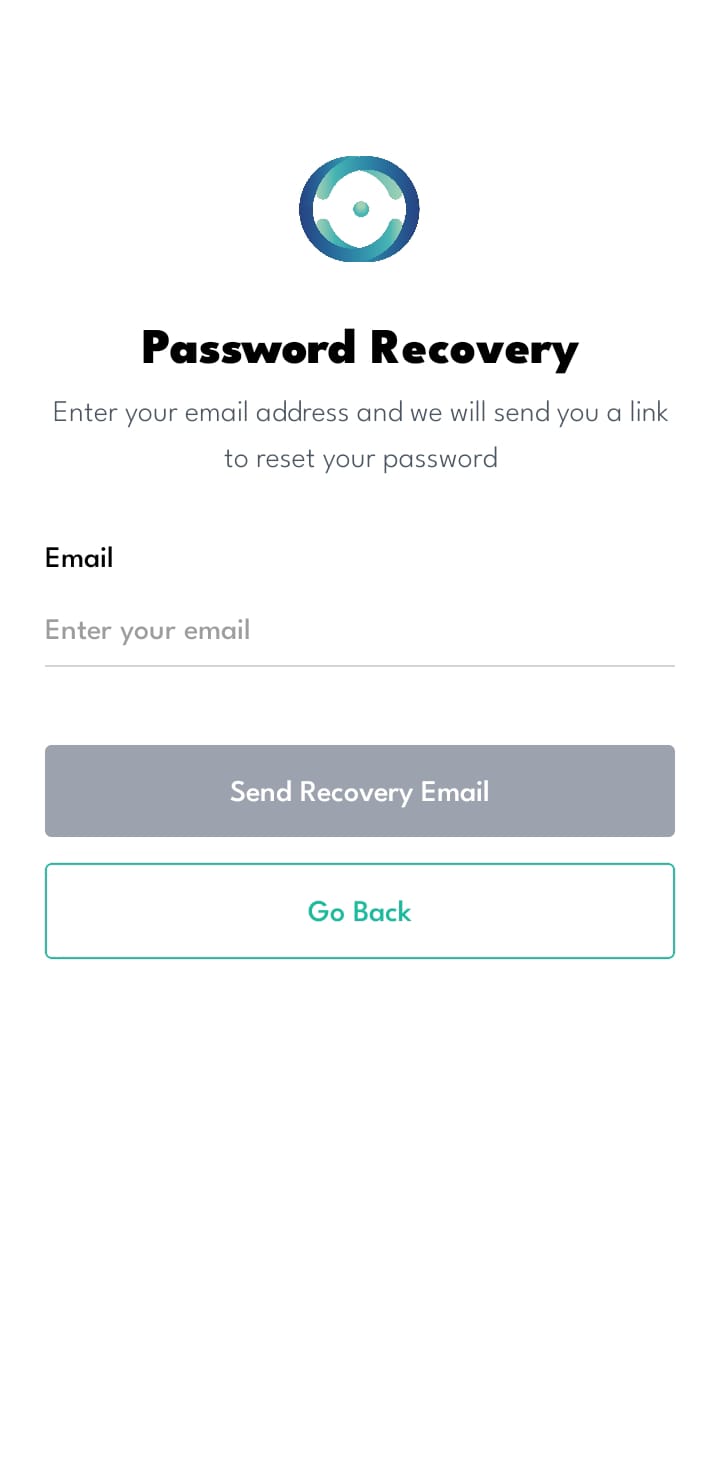 Password Recovery
Enter your email address and we will send you a link
to reset your password
Email
Enter your email
Send Recovery Email
Go Back